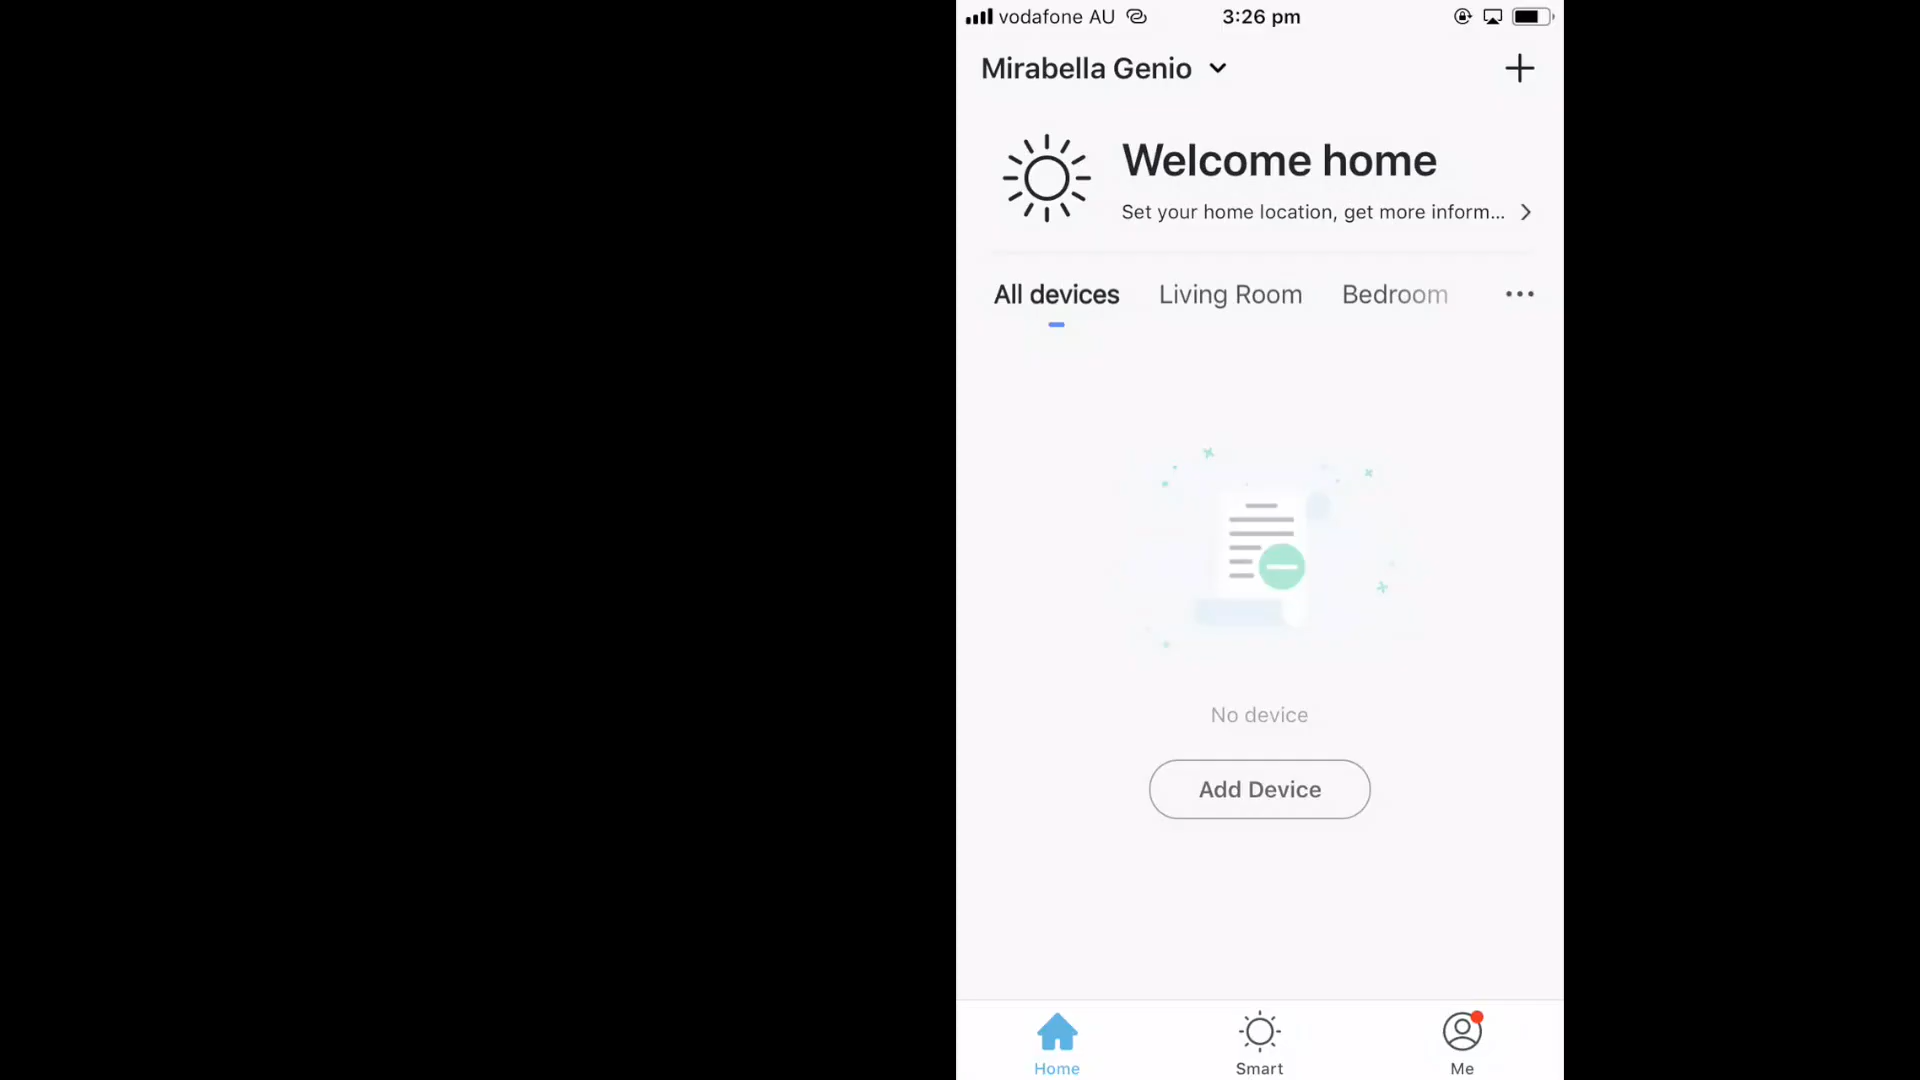 vodafone AU 3:26 pm
Mirabella Genio
Welcome home
Set your home location, get more inform...
All devices Living Room Bedroom
No device
Add Device
Home Smart Me